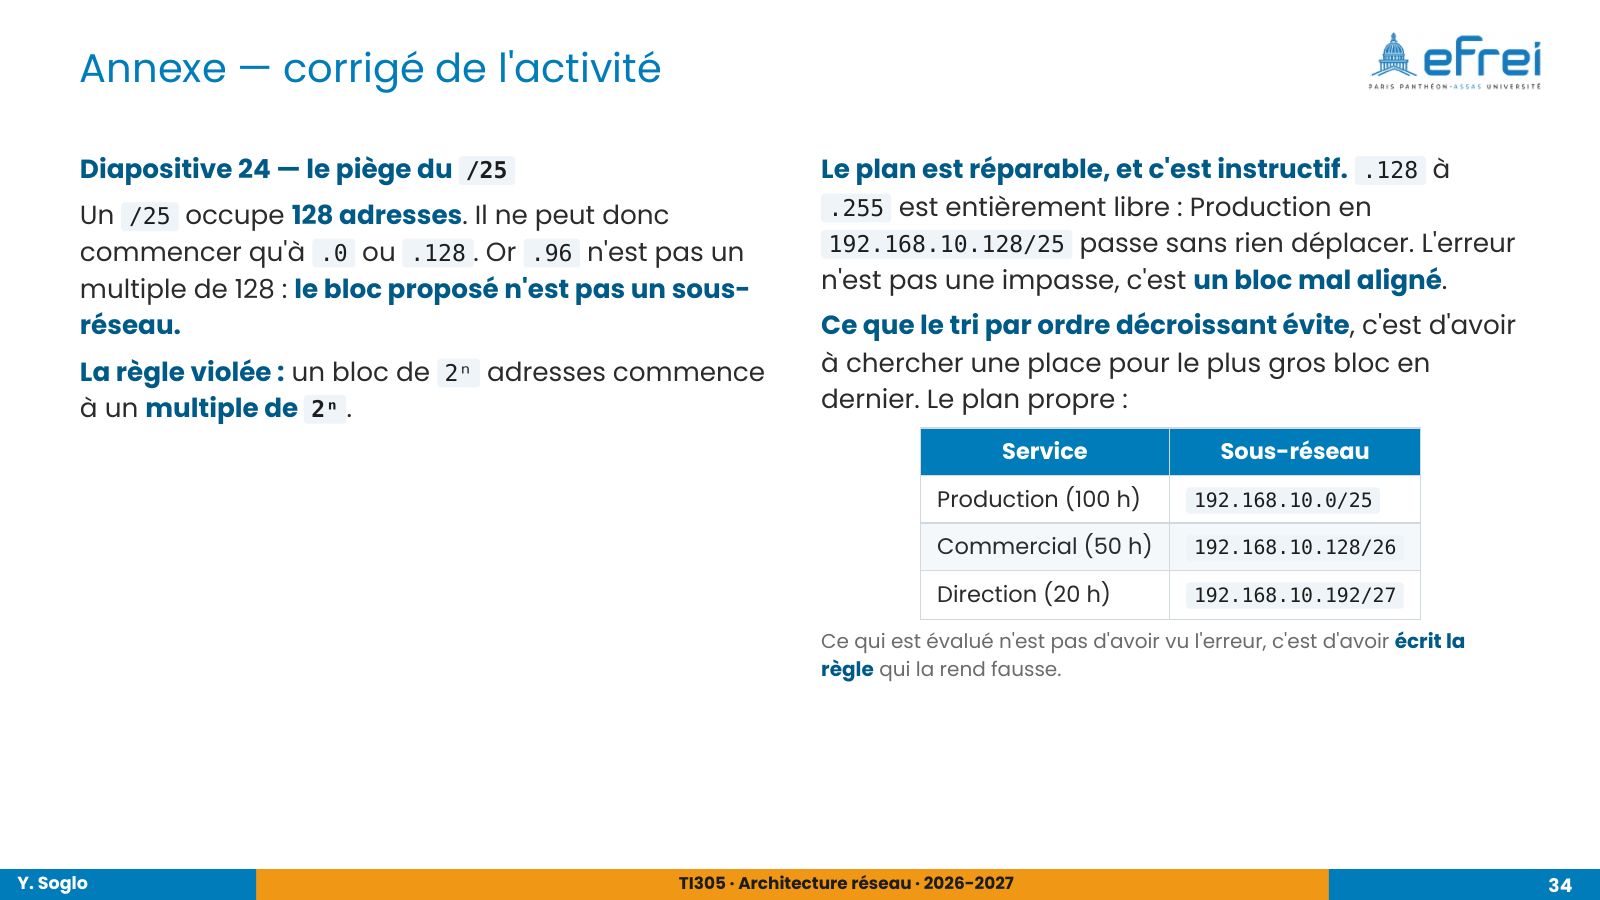 Annexe — corrigé de l'activité
efrei
PARIS PANTHÉON-ASSAS UNIVERSITÉ
Diapositive 24 — le piège du /25
Un /25 occupe 128 adresses. Il ne peut donc
commencer qu'à .0 ou .128. Or .96 n'est pas un
multiple de 128 : le bloc proposé n'est pas un sous-
réseau.
La règle violée : un bloc de 2ⁿ adresses commence
à un multiple de 2ⁿ.
Le plan est réparable, et c'est instructif. .128 à
.255 est entièrement libre : Production en
192.168.10.128/25 passe sans rien déplacer. L'erreur
n'est pas une impasse, c'est un bloc mal aligné.
Ce que le tri par ordre décroissant évite, c'est d'avoir
à chercher une place pour le plus gros bloc en
dernier. Le plan propre :
Service Sous-réseau
Production (100 h) 192.168.10.0/25
Commercial (50 h) 192.168.10.128/26
Direction (20 h) 192.168.10.192/27
Ce qui est évalué n'est pas d'avoir vu l'erreur, c'est d'avoir écrit la
règle qui la rend fausse.
Y. Soglo TI305 · Architecture réseau · 2026-2027 34